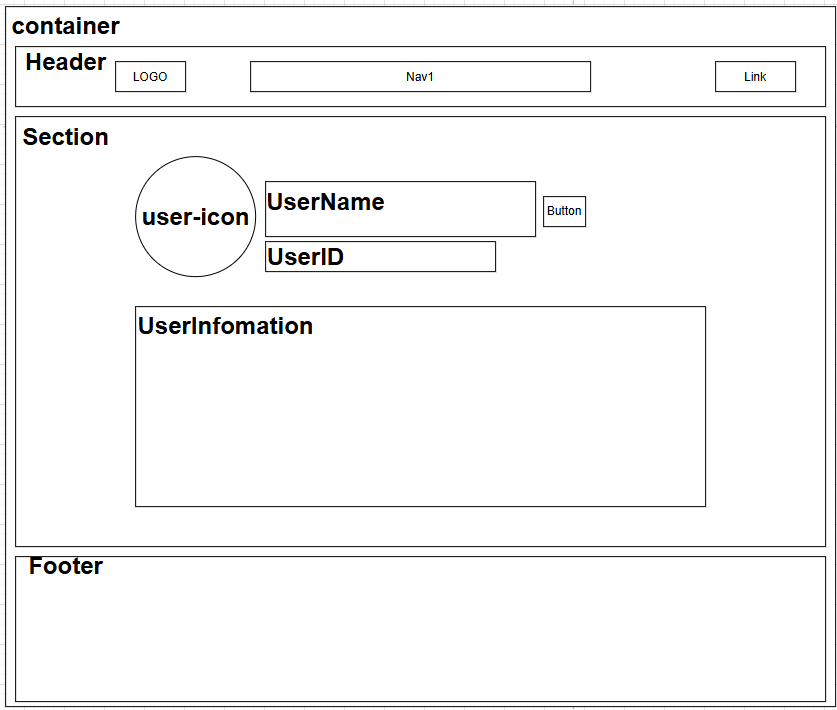 container
Header
LOGO
Nav1
Link
Section
user-icon
UserName
Button
UserID
UserInfomation
Footer